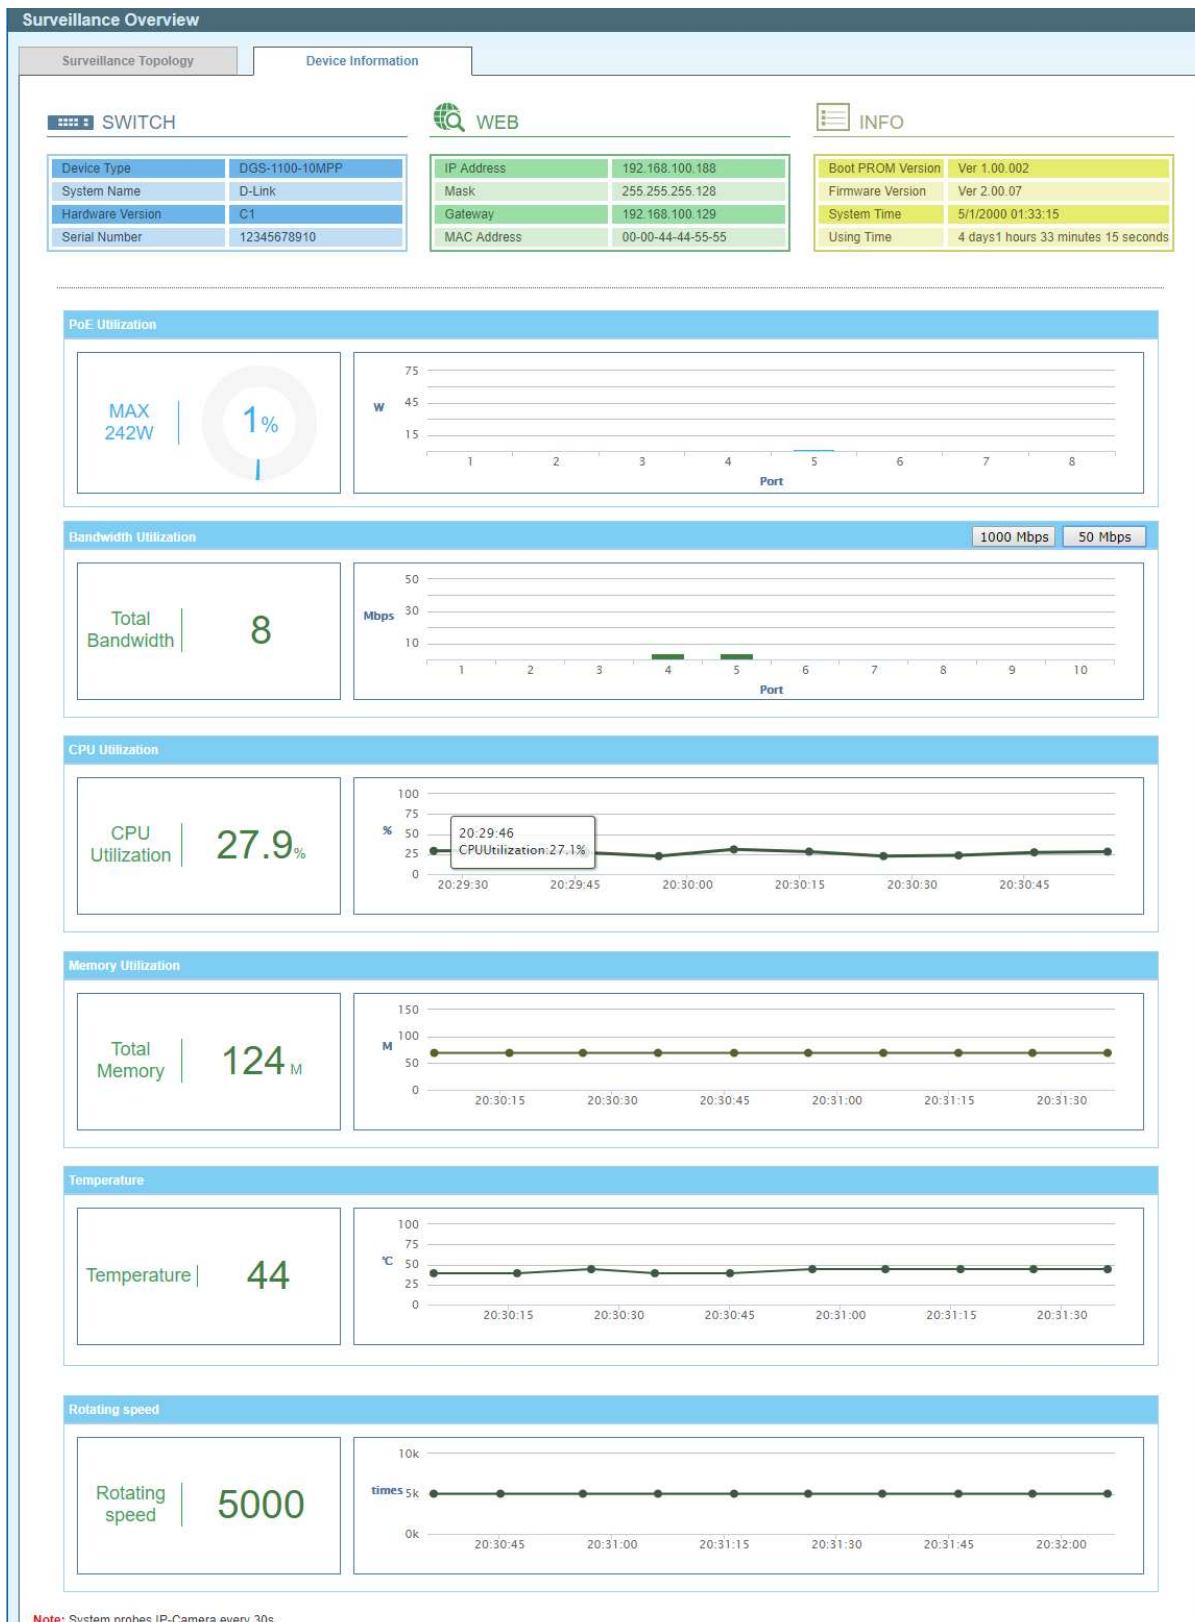 Surveillance Overview
Surveillance Topology
Device Information
SWITCH
Device Type DGS-1100-10MPP
System Name D-Link
Hardware Version C1
Serial Number 12345678910
WEB
IP Address 192.168.100.188
Mask 255.255.255.128
Gateway 192.168.100.129
MAC Address 00-00-44-44-55-55
INFO
Boot PROM Version Ver 1.00.002
Firmware Version Ver 2.00.07
System Time 5/1/2000 01:33:15
Using Time 4 days1 hours 33 minutes 15 seconds
PoE Utilization
MAX
242W
1%
75
W 45
15
1 2 3 4 5 6 7 8
Port
Bandwidth Utilization
1000 Mbps
50 Mbps
Total
Bandwidth
8
50
Mbps 30
10
1 2 3 4 5 6 7 8 9 10
Port
CPU Utilization
CPU
Utilization
27.9%
100
75
% 50
25
0
20:29:46
CPUUtilization:27.1%
20:29:30 20:29:45 20:30:00 20:30:15 20:30:30 20:30:45
Memory Utilization
Total
Memory
124 M
150
M 100
50
0
20:30:15 20:30:30 20:30:45 20:31:00 20:31:15 20:31:30
Temperature
Temperature
44
100
75
℃ 50
25
0
20:30:15 20:30:30 20:30:45 20:31:00 20:31:15 20:31:30
Rotating speed
Rotating
speed
5000
10k
times 5k
0k
20:30:45 20:31:00 20:31:15 20:31:30 20:31:45 20:32:00
Note: System probes IP-Camera every 30s